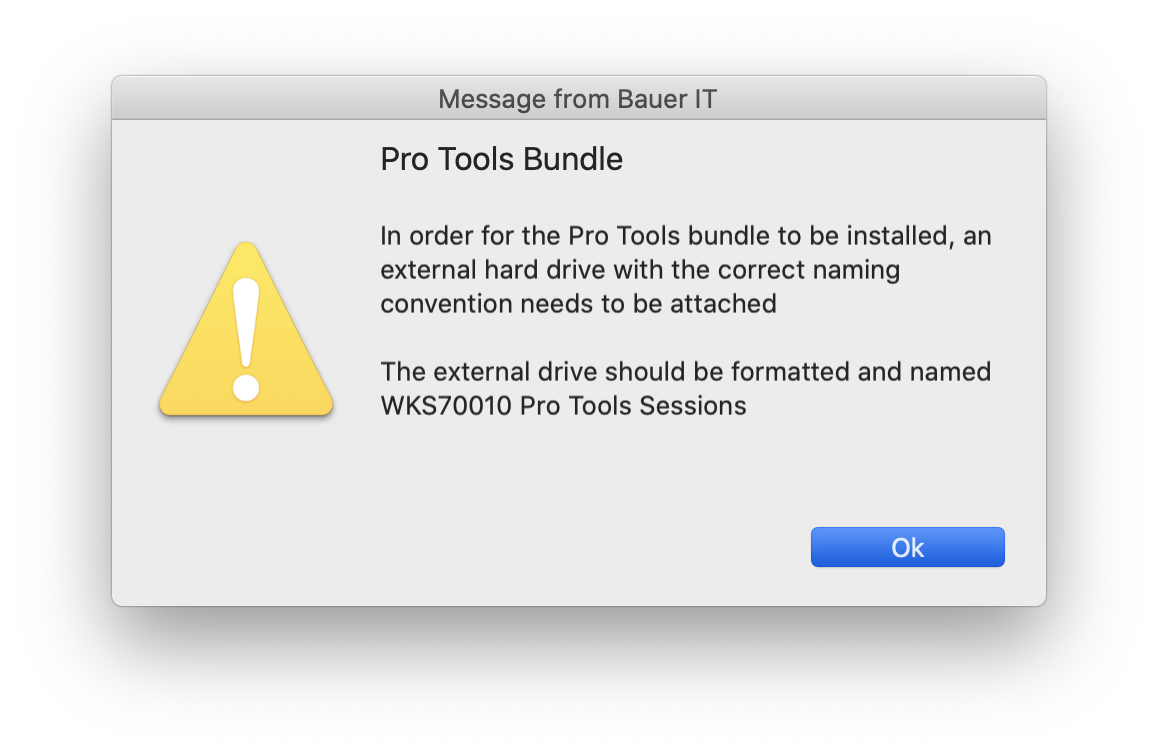 Message from Bauer IT
Pro Tools Bundle
In order for the Pro Tools bundle to be installed, an
external hard drive with the correct naming
convention needs to be attached
The external drive should be formatted and named
WKS70010 Pro Tools Sessions
Ok